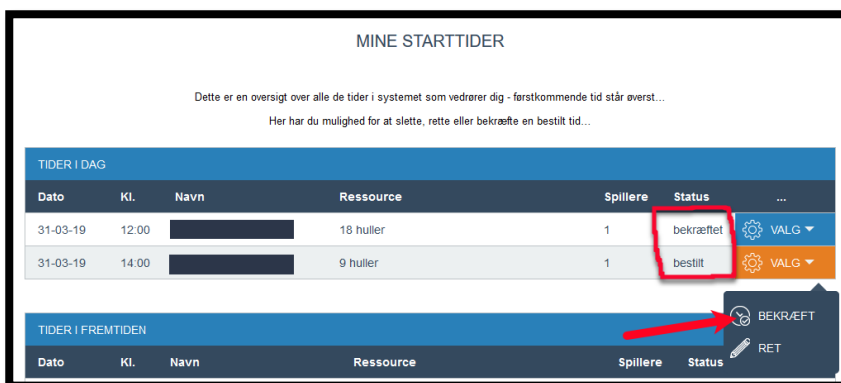 MINE STARTTIDER
Dette er en oversigt over alle de tider i systemet som vedrører dig - førstkommende tid står øverst...
Her har du mulighed for at slette, rette eller bekræfte en bestilt tid...
TIDER I DAG
Dato Kl. Navn Ressource Spillere Status ...
31-03-19 12:00 18 huller 1 bekræftet VALG
31-03-19 14:00 9 huller 1 bestilt VALG
BEKRÆFT
RET
TIDER I FREMTIDEN
Dato Kl. Navn Ressource Spillere Status